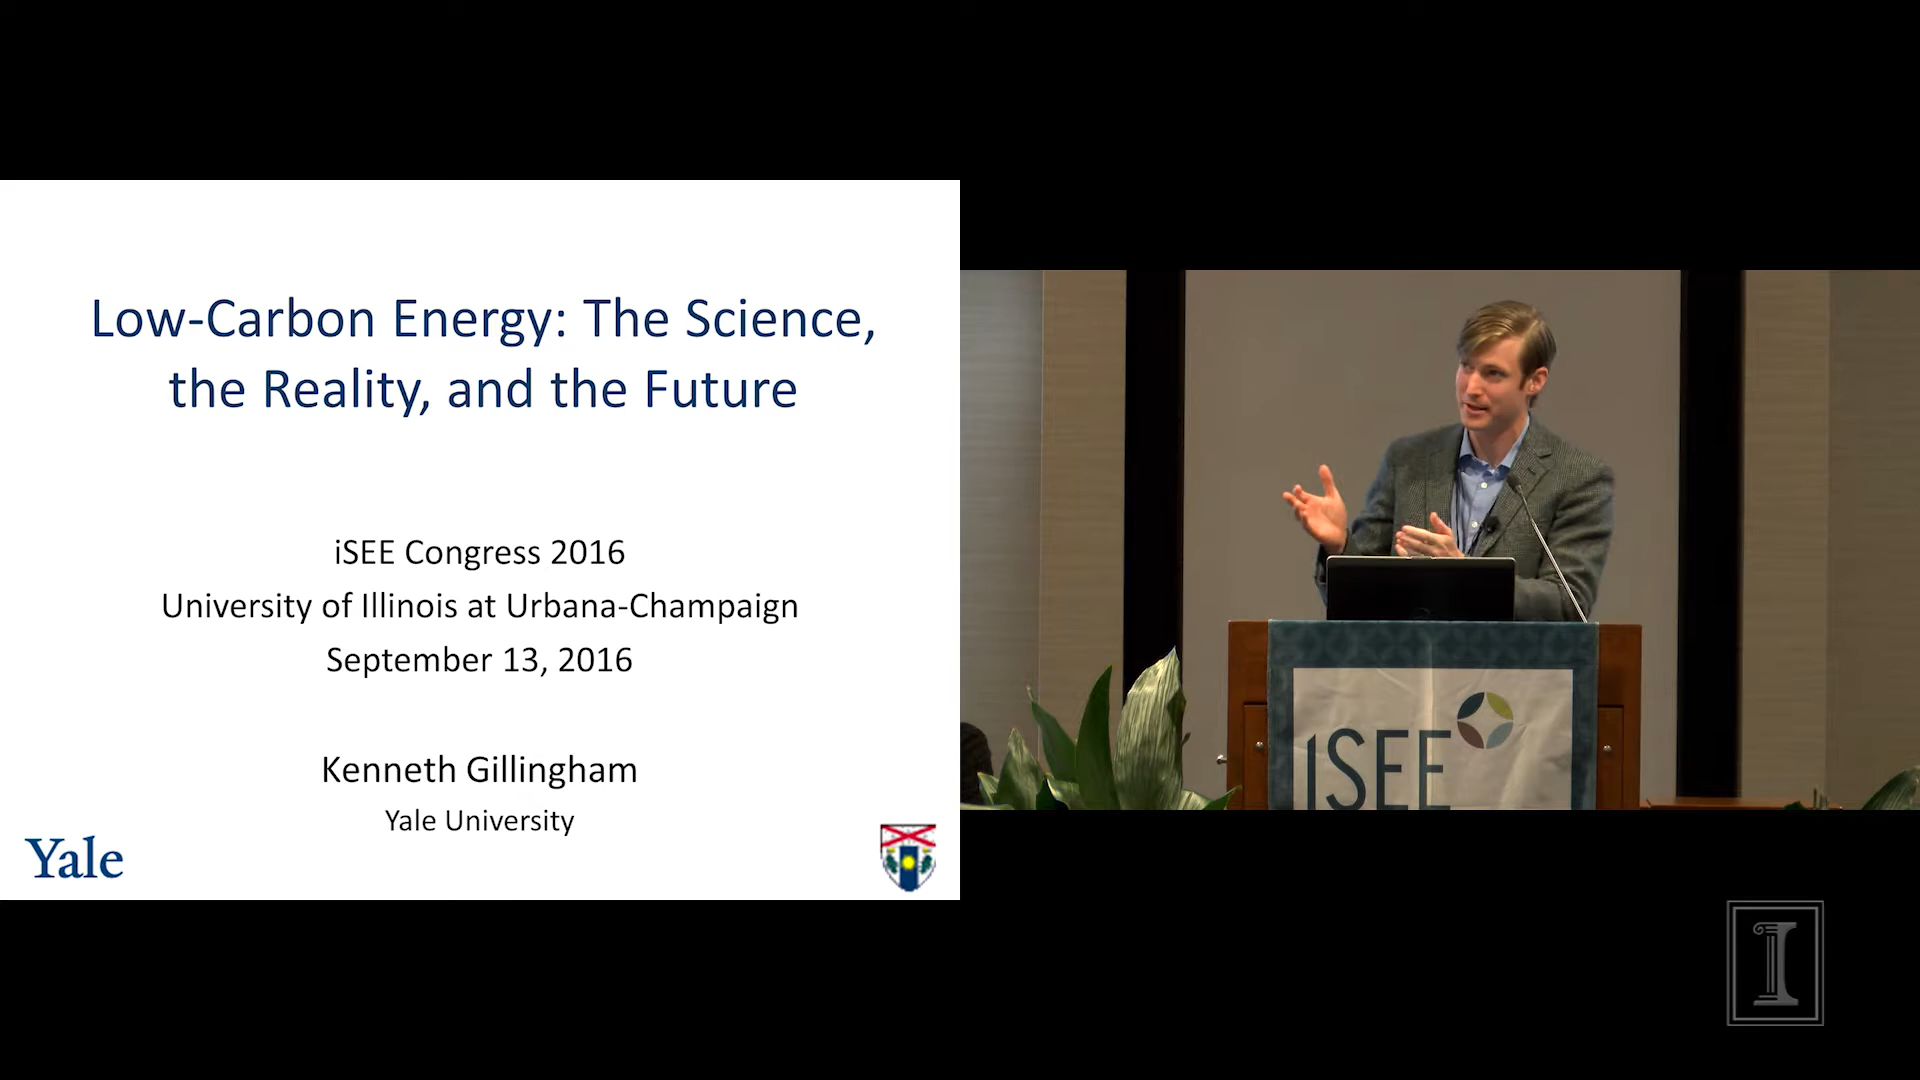 Low-Carbon Energy: The Science,
the Reality, and the Future
iSEE Congress 2016
University of Illinois at Urbana-Champaign
September 13, 2016
Kenneth Gillingham
Yale University
Yale
iSEE
I